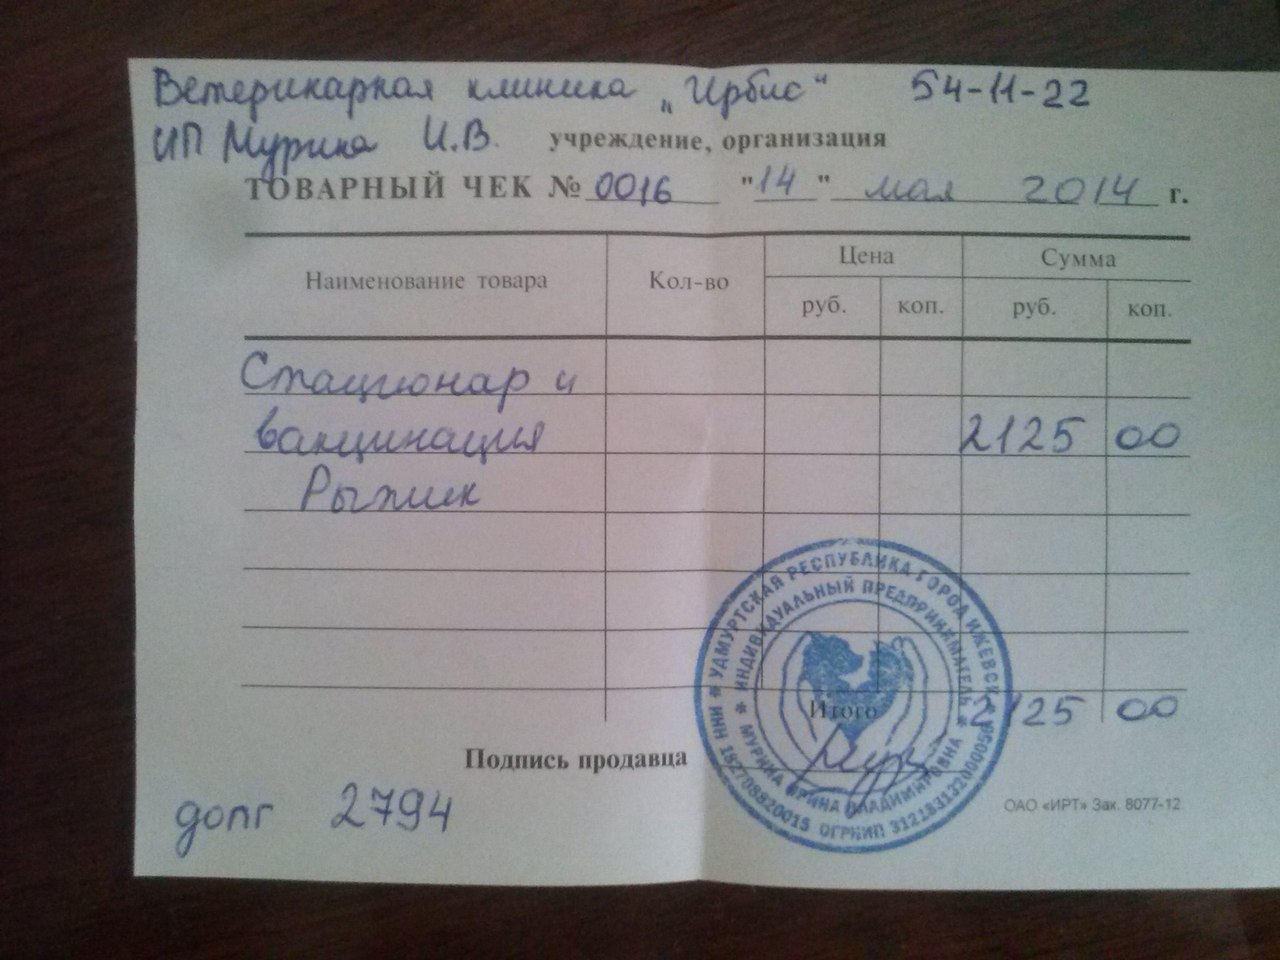 Ветеринарная клиника „Ирбис“ 54-11-22
ИП Мурина И.В. учреждение, организация
ТОВАРНЫЙ ЧЕК № 0016 "14" мая 2014 г.
Наименование товара Кол-во Цена Сумма
руб. коп. руб. коп.
Стационар и
вакцинация 2125 00
Рыжик
Итого 2125 00
Подпись продавца
долг 2794
ОАО «ИРТ» Зак. 8077-12
УДМУРТСКАЯ РЕСПУБЛИКА ГОРОД ИЖЕВСК
ИНДИВИДУАЛЬНЫЙ ПРЕДПРИНИМАТЕЛЬ
МУРИНА ИРИНА ВЛАДИМИРОВНА
ИНН ОГРНИП